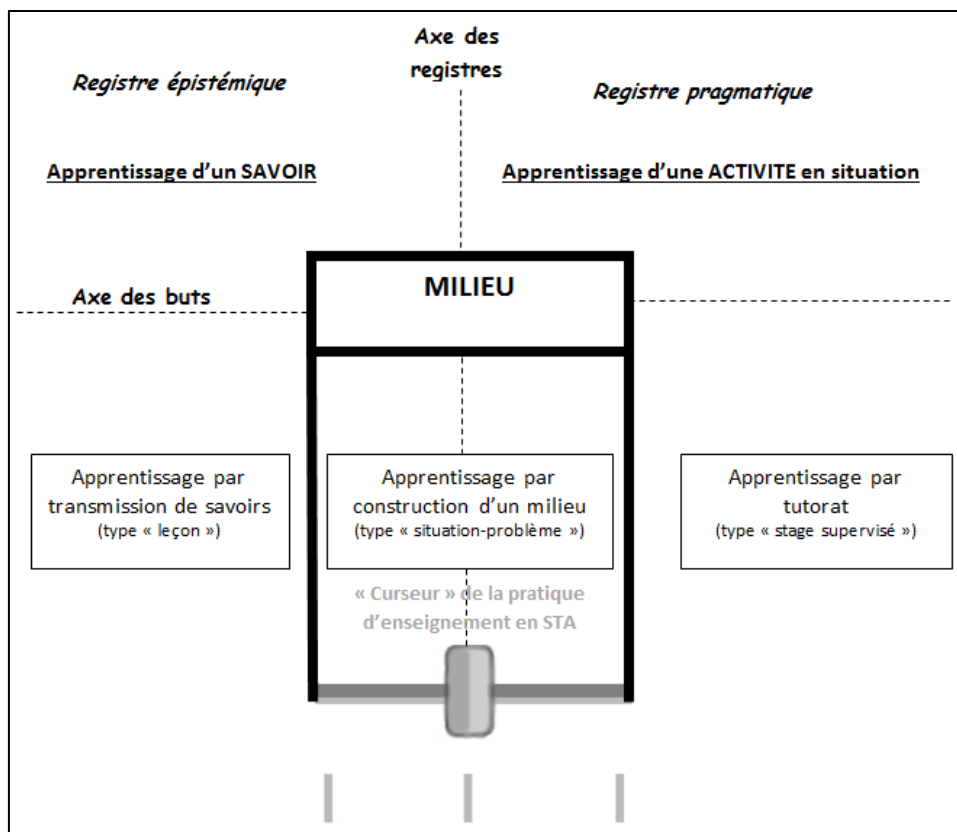 Axe des
registres
Registre épistémique
Registre pragmatique
Apprentissage d'un SAVOIR
Apprentissage d'une ACTIVITE en situation
MILIEU
Axe des buts
Apprentissage par
transmission de savoirs
(type « leçon »)
Apprentissage par
construction d'un milieu
(type « situation-problème »)
Apprentissage par
tutorat
(type « stage supervisé »)
« Curseur » de la pratique
d'enseignement en STA